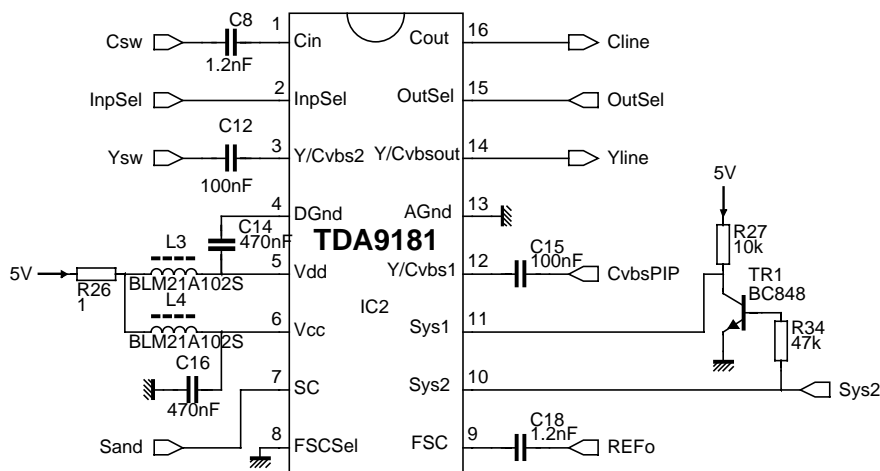 Csw
C8
1.2nF
1
Cin
Cout
16
Cline
InpSel
2
InpSel
OutSel
15
OutSel
Ysw
C12
100nF
3
Y/Cvbs2
Y/Cvbsout
14
Yline
4
DGnd
AGnd
13
C14
470nF
TDA9181
5V
R26
1
L3
BLM21A102S
5
Vdd
Y/Cvbs1
12
C15
100nF
CvbsPIP
5V
R27
10k
TR1
BC848
L4
BLM21A102S
6
Vcc
IC2
Sys1
11
R34
47k
C16
470nF
7
SC
Sys2
10
Sys2
Sand
8
FSCSel
FSC
9
C18
1.2nF
REFo